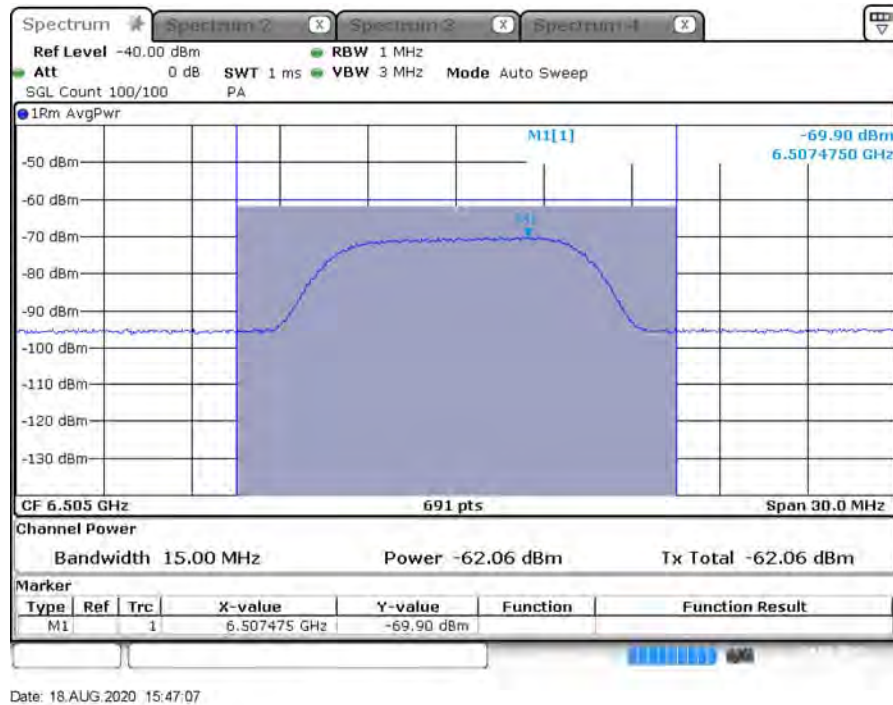 Spectrum Spectrum 2 X Spectrum 3 X Spectrum 4 X
Ref Level -40.00 dBm RBW 1 MHz
Att 0 dB SWT 1 ms VBW 3 MHz Mode Auto Sweep
SGL Count 100/100 PA
1Rm AvgPwr
M1[1] -69.90 dBm
6.5074750 GHz
-50 dBm
-60 dBm
M1
-70 dBm
-80 dBm
-90 dBm
-100 dBm
-110 dBm
-120 dBm
-130 dBm
CF 6.505 GHz 691 pts Span 30.0 MHz
Channel Power
Bandwidth 15.00 MHz Power -62.06 dBm Tx Total -62.06 dBm
Marker
Type Ref Trc X-value Y-value Function Function Result
M1 1 6.507475 GHz -69.90 dBm
Date: 18.AUG.2020 15:47:07